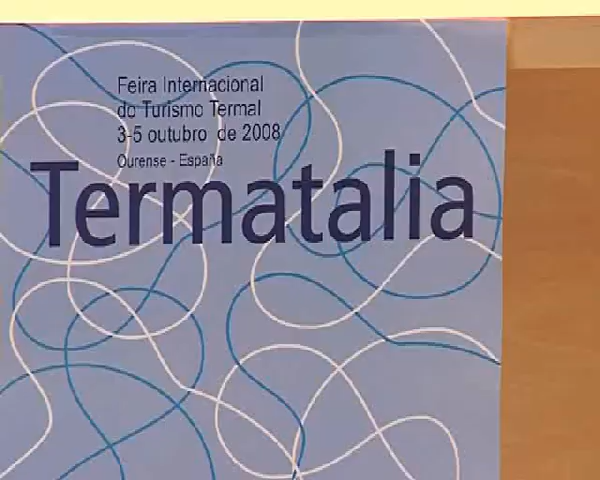 Feira Internacional
do Turismo Termal
3-5 outubro de 2008
Ourense - España
Termatalia